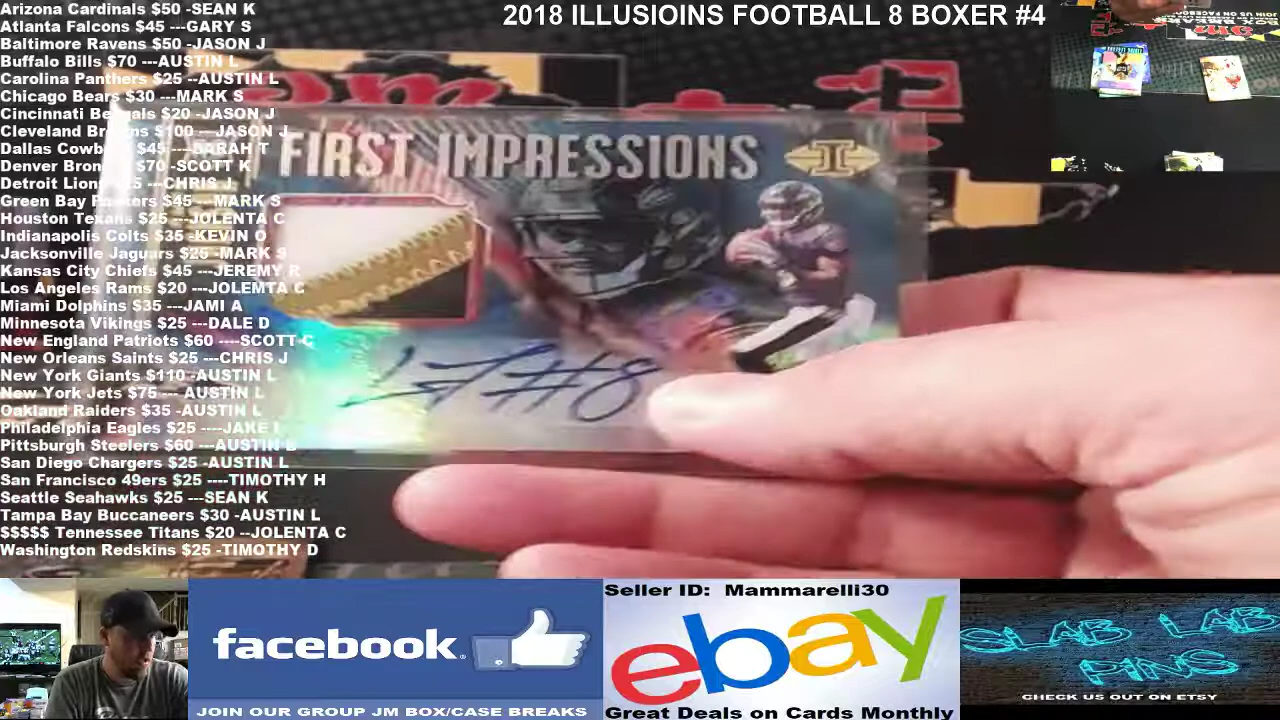 2018 ILLUSIOINS FOOTBALL 8 BOXER #4
Arizona Cardinals $50 -SEAN K
Atlanta Falcons $45 ---GARY S
Baltimore Ravens $50 -JASON J
Buffalo Bills $70 ---AUSTIN L
Carolina Panthers $25 --AUSTIN L
Chicago Bears $30 ---MARK S
Cincinnati Bengals $20 -JASON J
Cleveland Browns $100 ---JASON J
Dallas Cowb $45 ----SARAH T
Denver Bron $70 -SCOTT K
Detroit Lions ---CHRIS J
Green Bay Packers $45 ---MARK S
Houston Texans $25 ---JOLENTA C
Indianapolis Colts $35 -KEVIN O
Jacksonville Jaguars $25 -MARK S
Kansas City Chiefs $45 ---JEREMY R
Los Angeles Rams $20 ---JOLEMTA C
Miami Dolphins $35 ---JAMI A
Minnesota Vikings $25 ---DALE D
New England Patriots $60 ----SCOTT C
New Orleans Saints $25 ---CHRIS J
New York Giants $110 -AUSTIN L
New York Jets $75 --- AUSTIN L
Oakland Raiders $35 -AUSTIN L
Philadelphia Eagles $25 ----JAKE
Pittsburgh Steelers $60 ---AUSTIN L
San Diego Chargers $25 -AUSTIN L
San Francisco 49ers $25 ----TIMOTHY H
Seattle Seahawks $25 ---SEAN K
Tampa Bay Buccaneers $30 -AUSTIN L
$$$$$ Tennessee Titans $20 --JOLENTA C
Washington Redskins $25 -TIMOTHY D
FIRST IMPRESSIONS
I
#8
facebook
JOIN OUR GROUP JM BOX/CASE BREAKS
Seller ID: Mammarelli30
ebay
Great Deals on Cards Monthly
SLAB LAB
PINS
CHECK US OUT ON ETSY